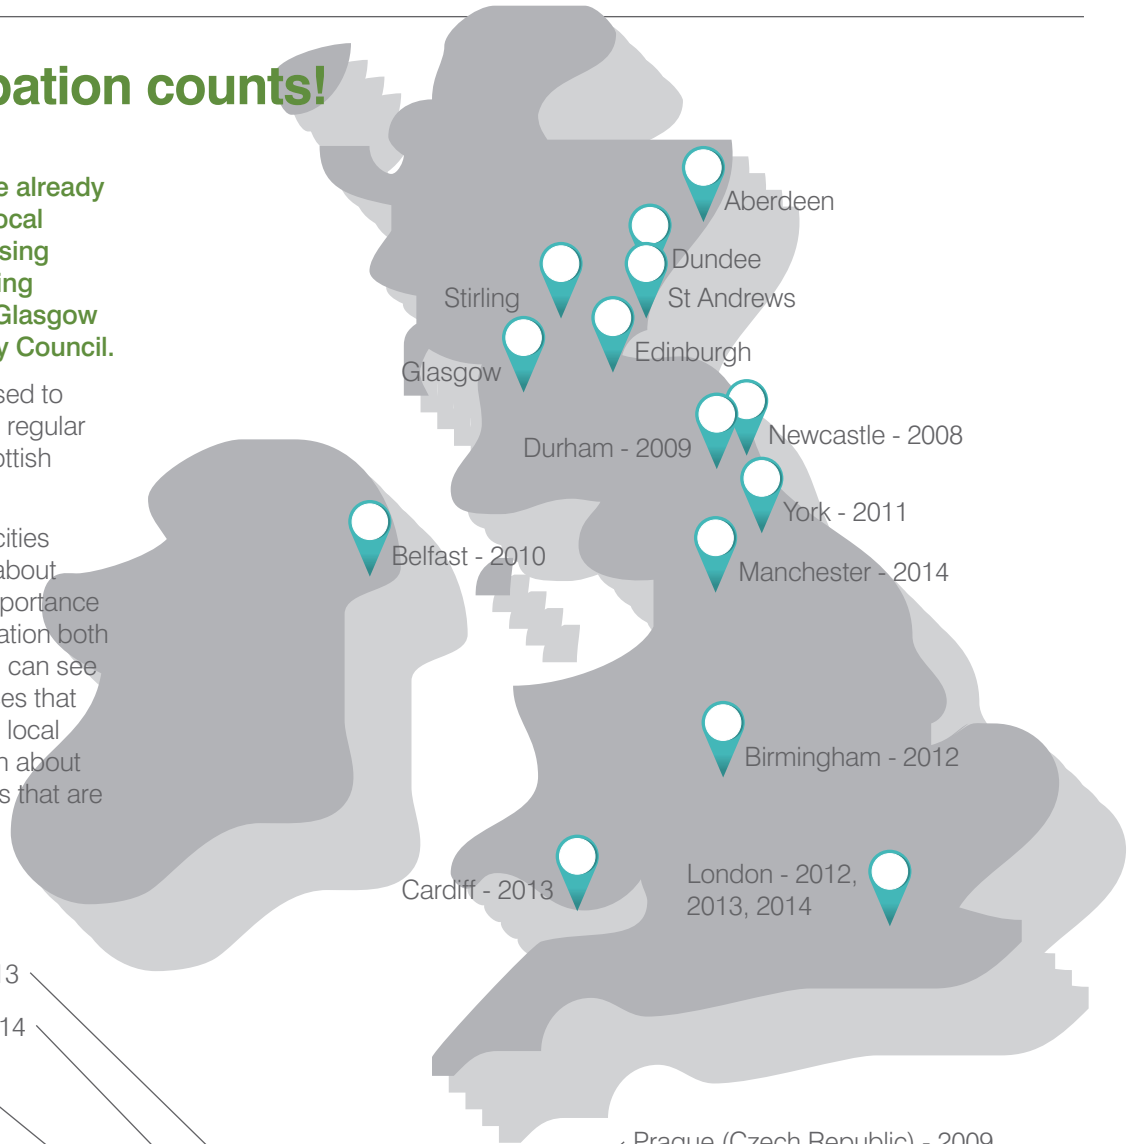 pation counts!
e already
ocal
sing
ing
Glasgow
y Council.
sed to
regular
ottish
cities
about
portance
ation both
can see
es that
local
n about
s that are
Aberdeen
Dundee
St Andrews
Stirling
Edinburgh
Glasgow
Newcastle - 2008
Durham - 2009
York - 2011
Belfast - 2010
Manchester - 2014
Birmingham - 2012
Cardiff - 2013
London - 2012,
2013, 2014
13
14
Prague (Czech Republic) - 2009